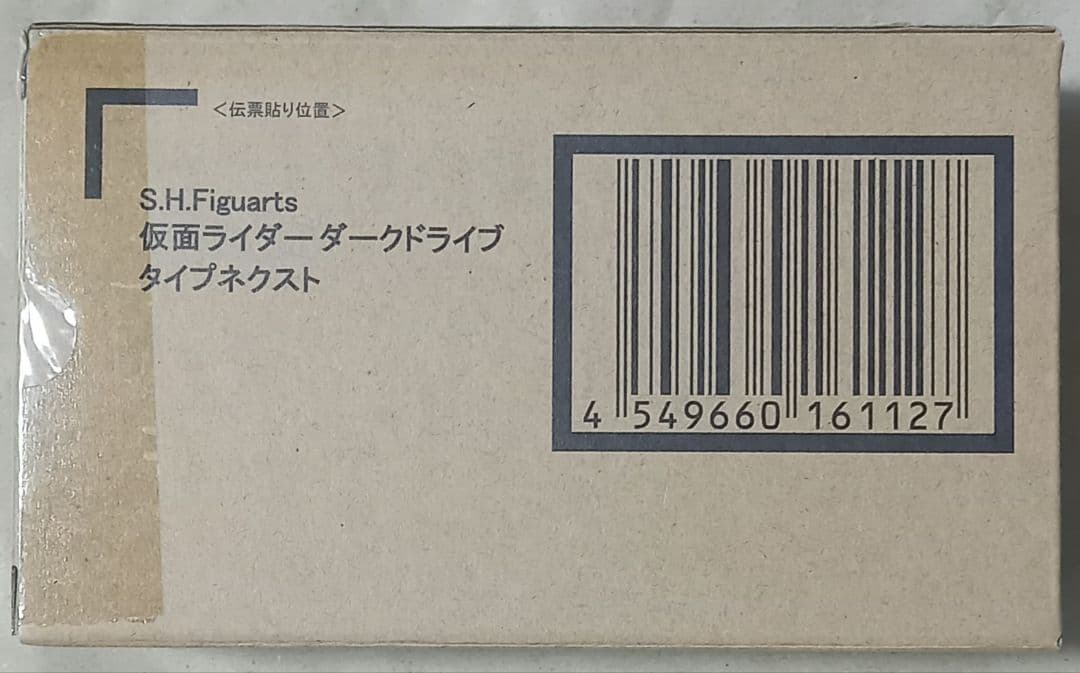 <伝票貼り位置>
S.H.Figuarts
仮面ライダーダークドライブ
タイプネクスト
4 549660 161127